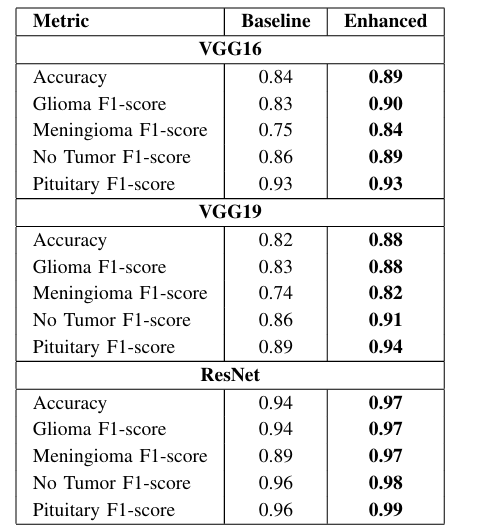 Metric Baseline Enhanced
VGG16
Accuracy 0.84 0.89
Glioma F1-score 0.83 0.90
Meningioma F1-score 0.75 0.84
No Tumor F1-score 0.86 0.89
Pituitary F1-score 0.93 0.93
VGG19
Accuracy 0.82 0.88
Glioma F1-score 0.83 0.88
Meningioma F1-score 0.74 0.82
No Tumor F1-score 0.86 0.91
Pituitary F1-score 0.89 0.94
ResNet
Accuracy 0.94 0.97
Glioma F1-score 0.94 0.97
Meningioma F1-score 0.89 0.97
No Tumor F1-score 0.96 0.98
Pituitary F1-score 0.96 0.99